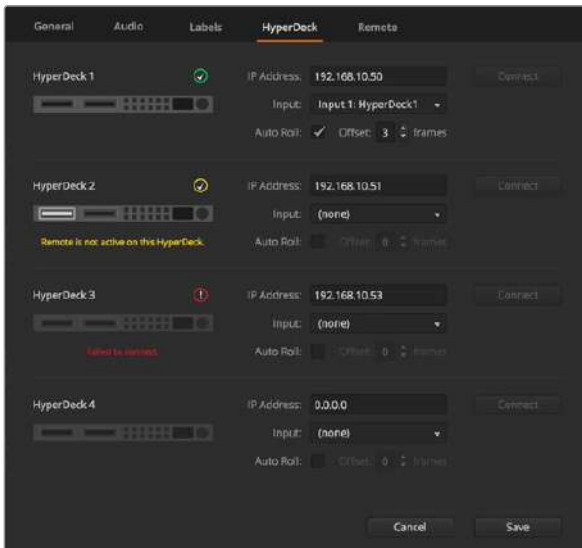 General Audio Labels HyperDeck Remote
HyperDeck 1 IP Address: 192.168.10.50 Connect
Input: Input 1: HyperDeck1
Auto Roll: Offset: 3 frames
HyperDeck 2 IP Address: 192.168.10.51 Connect
Input: (none)
Remote is not active on this HyperDeck. Auto Roll: Offset: 0 frames
HyperDeck 3 IP Address: 192.168.10.53 Connect
Input: (none)
Failed to connect Auto Roll: Offset: 0 frames
HyperDeck 4 IP Address: 0.0.0.0 Connect
Input: (none)
Auto Roll: Offset: 0 frames
Cancel Save